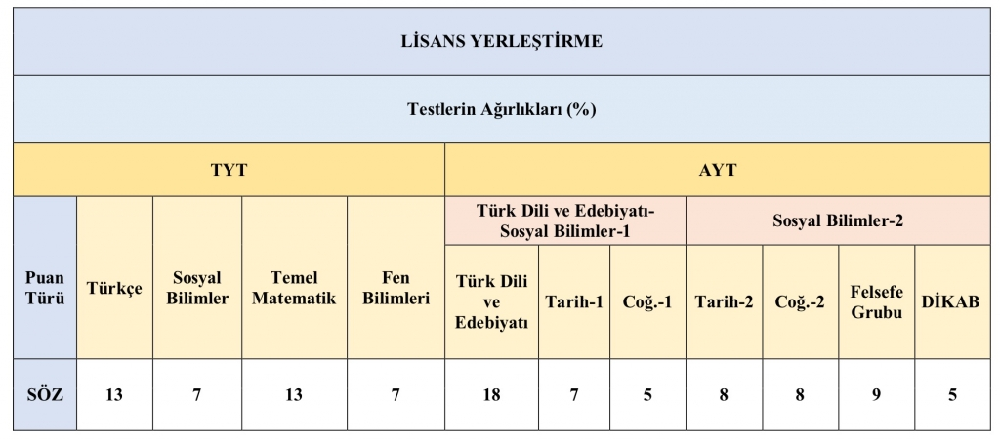 LİSANS YERLEŞTİRME
Testlerin Ağırlıkları (%)
TYT
AYT
Türk Dili ve Edebiyatı-
Sosyal Bilimler-1
Sosyal Bilimler-2
Puan
Türü
Türkçe
Sosyal
Bilimler
Temel
Matematik
Fen
Bilimleri
Türk Dili
ve
Edebiyatı
Tarih-1
Coğ.-1
Tarih-2
Coğ.-2
Felsefe
Grubu
DİKAB
SÖZ 13 7 13 7 18 7 5 8 8 9 5